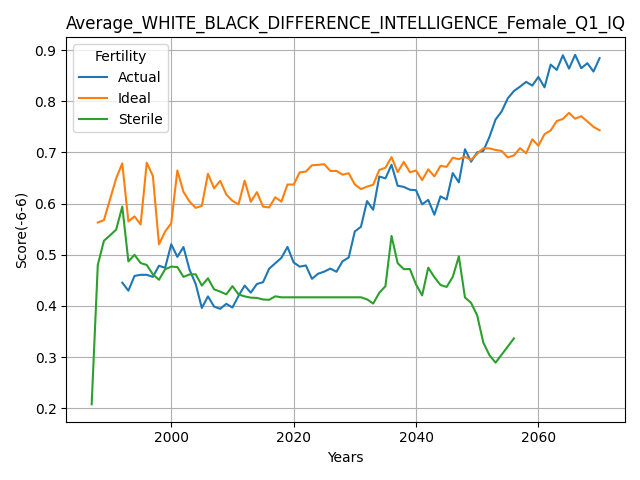 Average_WHITE_BLACK_DIFFERENCE_INTELLIGENCE_Female_Q1_IQ
Fertility
Actual
Ideal
Sterile
Score(-6-6)
0.9
0.8
0.7
0.6
0.5
0.4
0.3
0.2
2000 2020 2040 2060
Years